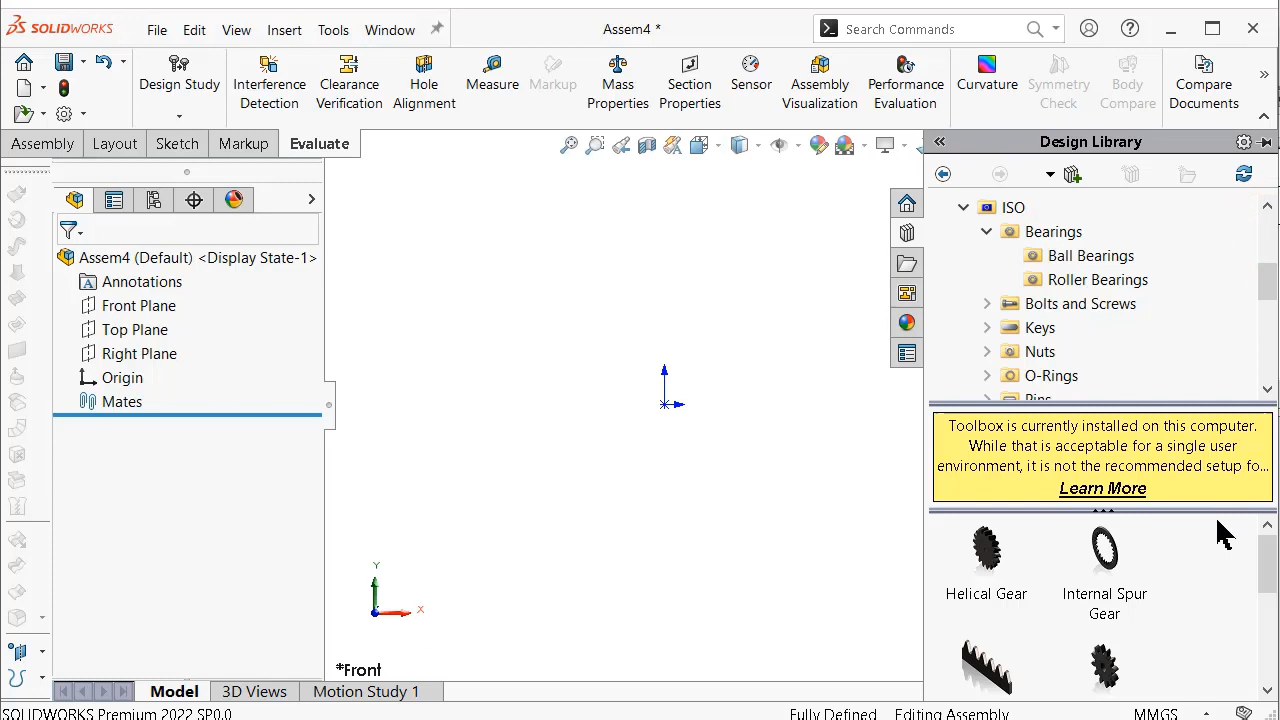 SOLIDWORKS
File Edit View Insert Tools Window
Assem4 *
Search Commands
Design Study
Interference Detection
Clearance Verification
Hole Alignment
Measure
Markup
Mass Properties
Section Properties
Sensor
Assembly Visualization
Performance Evaluation
Curvature
Symmetry Check
Body Compare
Compare Documents
Assembly Layout Sketch Markup Evaluate
Design Library
Assem4 (Default) <Display State-1>
Annotations
Front Plane
Top Plane
Right Plane
Origin
Mates
ISO
Bearings
Ball Bearings
Roller Bearings
Bolts and Screws
Keys
Nuts
O-Rings
Pins
Toolbox is currently installed on this computer.
While that is acceptable for a single user
environment, it is not the recommended setup fo...
Learn More
Helical Gear
Internal Spur
Gear
Y
X
*Front
Model 3D Views Motion Study 1
SOLIDWORKS Premium 2022 SP0.0
Fully Defined Editing Assembly MMGS